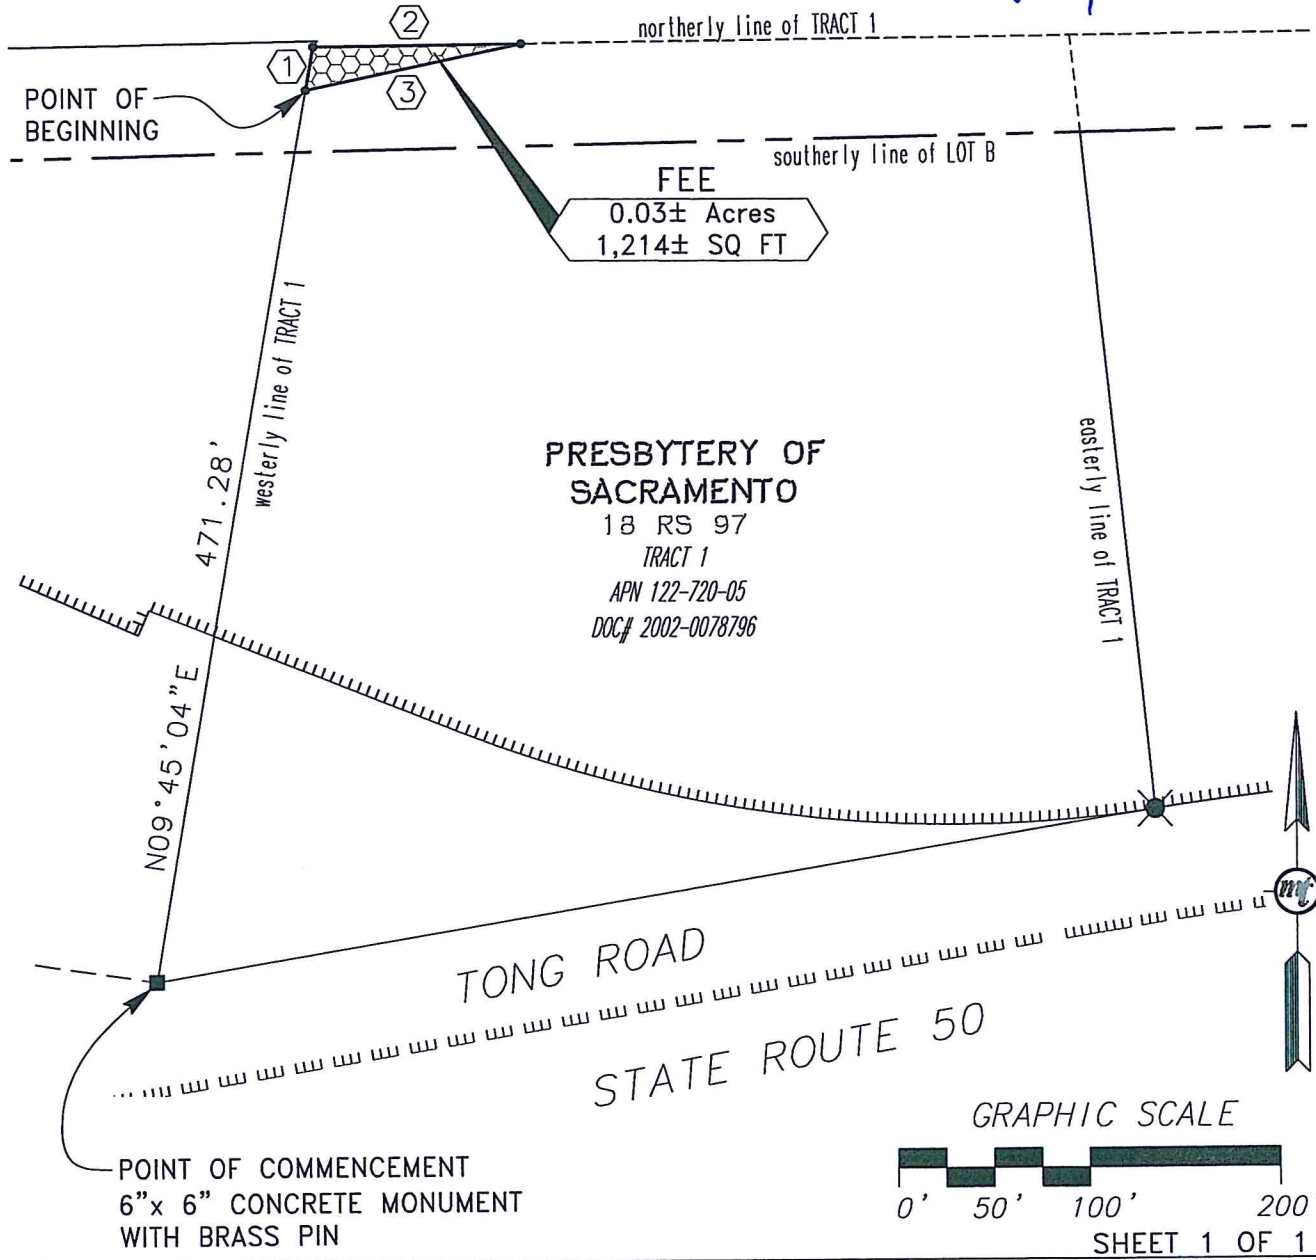 northerly line of TRACT 1
2
1
3
POINT OF
BEGINNING
southerly line of LOT B
FEE
0.03± Acres
1,214± SQ FT
westerly line of TRACT 1
471.28'
N09°45'04"E
PRESBYTERY OF
SACRAMENTO
18 RS 97
TRACT 1
APN 122-720-05
DOC# 2002-0078796
easterly line of TRACT 1
TONG ROAD
STATE ROUTE 50
POINT OF COMMENCEMENT
6"x 6" CONCRETE MONUMENT
WITH BRASS PIN
GRAPHIC SCALE
0' 50' 100' 200
SHEET 1 OF 1